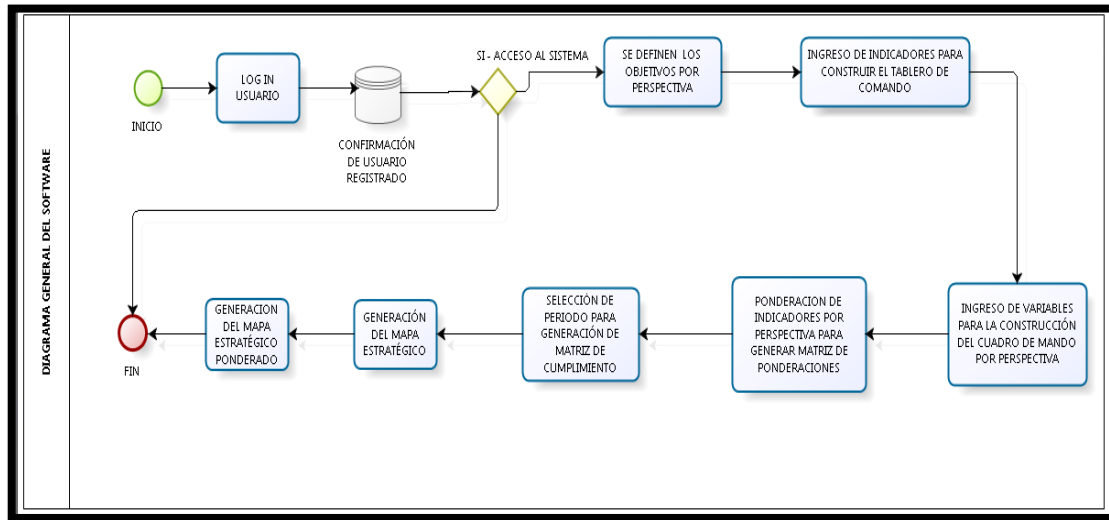 DIAGRAMA GENERAL DEL SOFTWARE
INICIO
LOG IN
USUARIO
CONFIRMACIÓN
DE USUARIO
REGISTRADO
SI - ACCESO AL SISTEMA
SE DEFINEN LOS
OBJETIVOS POR
PERSPECTIVA
INGRESO DE INDICADORES PARA
CONSTRUIR EL TABLERO DE
COMANDO
INGRESO DE VARIABLES
PARA LA CONSTRUCCIÓN
DEL CUADRO DE MANDO
POR PERSPECTIVA
PONDERACION DE
INDICADORES POR
PERSPECTIVA PARA
GENERAR MATRIZ DE
PONDERACIONES
SELECCIÓN DE
PERIODO PARA
GENERACIÓN DE
MATRIZ DE
CUMPLIMIENTO
GENERACIÓN
DEL MAPA
ESTRATÉGICO
GENERACION
DEL MAPA
ESTRATÉGICO
PONDERADO
FIN